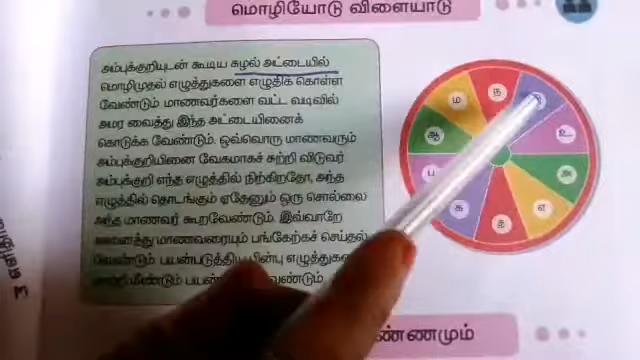 மொழியோடு விளையாடு
அம்புக்குறியுடன் கூடிய சுழல் அட்டையில்
மொழிமுதல் எழுத்துகளை எழுதிக் கொள்ள
வேண்டும் மாணவர்களை வட்ட வடிவில்
அமர வைத்து இந்த அட்டையினைக்
கொடுக்க வேண்டும். ஒவ்வொரு மாணவரும்
அம்புக்குறியினை வேகமாகச் சுற்றி விடுவர்
அம்புக்குறி எந்த எழுத்தில் நிற்கிறதோ, அந்த
எழுத்தில் தொடங்கும் ஏதேனும் ஒரு சொல்லை
அந்த மாணவர் கூறவேண்டும். இவ்வாறே
அனைத்து மாணவரையும் பங்கேற்கச் செய்தல்
வேண்டும் பயன்படுத்திய பின்பு
மீண்டும் வேண்டும்.
ம
ந
உ
ஆ
அ
ப
எ
க